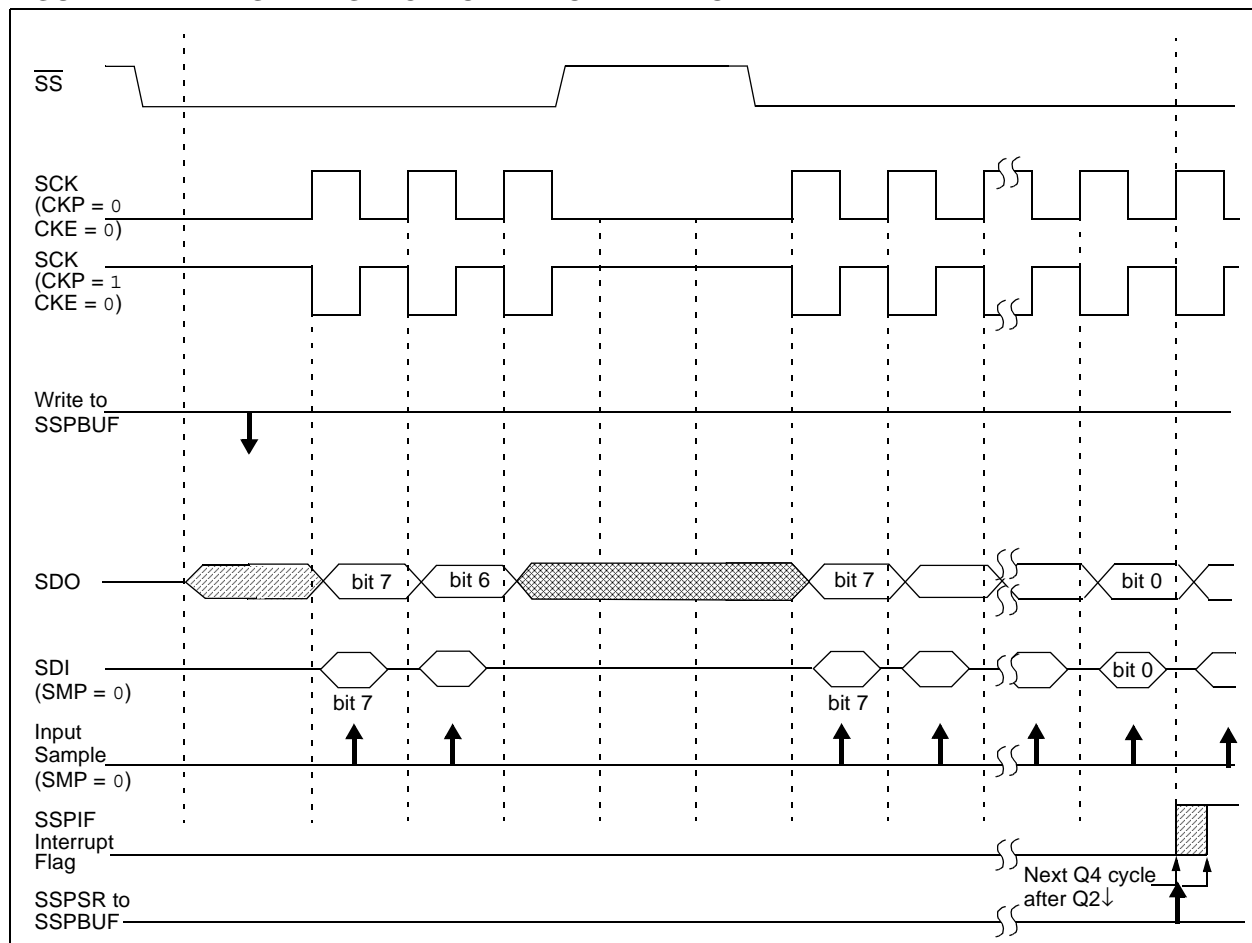 SS
SCK
(CKP = 0
CKE = 0)
SCK
(CKP = 1
CKE = 0)
Write to
SSPBUF
SDO
bit 7
bit 6
bit 7
bit 0
SDI
(SMP = 0)
bit 7
bit 7
bit 0
Input
Sample
(SMP = 0)
SSPIF
Interrupt
Flag
Next Q4 cycle
after Q2↓
SSPSR to
SSPBUF